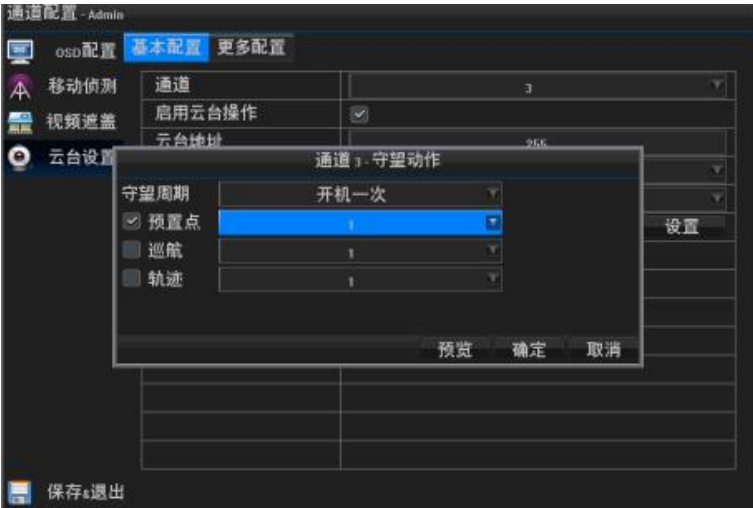 通道配置 - Admin
OSD配置
基本配置 更多配置
移动侦测
通道 3
视频遮盖
启用云台操作
云台地址 255
云台设置
通道 3 - 守望动作
守望周期 开机一次
预置点 1
设置
巡航 1
轨迹 1
预览 确定 取消
保存&退出